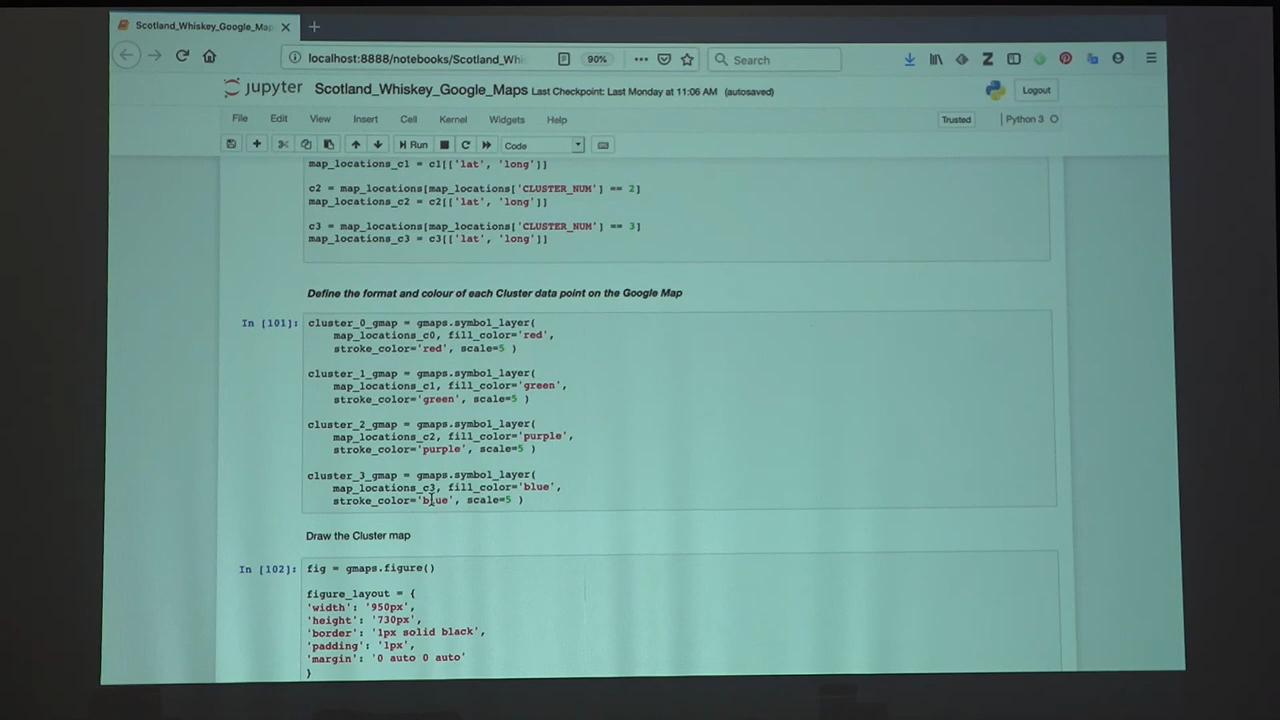 Scotland_Whiskey_Google_Map
localhost:8888/notebooks/Scotland_Whi
90%
Search
jupyter
Scotland_Whiskey_Google_Maps Last Checkpoint: Last Monday at 11:06 AM (autosaved)
Logout
File Edit View Insert Cell Kernel Widgets Help
Trusted
Python 3
Run
Code
map_locations_c1 = c1[['lat', 'long']]
c2 = map_locations[map_locations['CLUSTER_NUM'] == 2]
map_locations_c2 = c2[['lat', 'long']]
c3 = map_locations[map_locations['CLUSTER_NUM'] == 3]
map_locations_c3 = c3[['lat', 'long']]
Define the format and colour of each Cluster data point on the Google Map
In [101]:
cluster_0_gmap = gmaps.symbol_layer(
map_locations_c0, fill_color='red',
stroke_color='red', scale=5 )
cluster_1_gmap = gmaps.symbol_layer(
map_locations_c1, fill_color='green',
stroke_color='green', scale=5 )
cluster_2_gmap = gmaps.symbol_layer(
map_locations_c2, fill_color='purple',
stroke_color='purple', scale=5 )
cluster_3_gmap = gmaps.symbol_layer(
map_locations_c3, fill_color='blue',
stroke_color='blue', scale=5 )
Draw the Cluster map
In [102]:
fig = gmaps.figure()
figure_layout = {
'width': '950px',
'height': '730px',
'border': '1px solid black',
'padding': '1px',
'margin': '0 auto 0 auto'
}